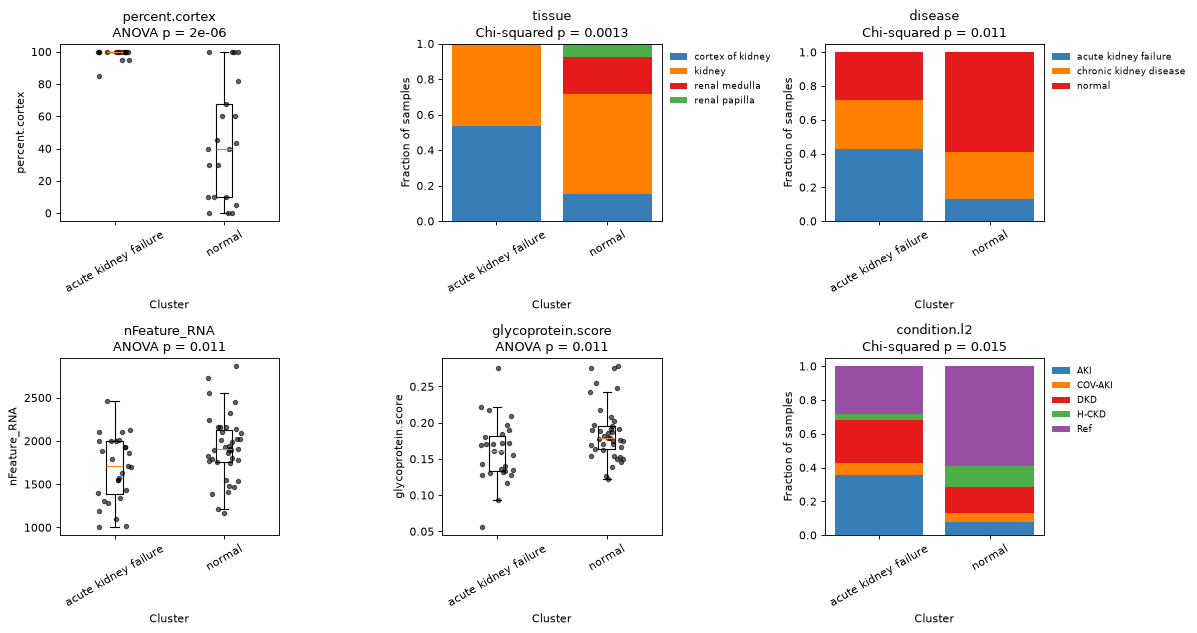 percent.cortex
ANOVA p = 2e-06
percent.cortex
100
80
60
40
20
0
acute kidney failure
normal
Cluster
tissue
Chi-squared p = 0.0013
Fraction of samples
1.0
0.8
0.6
0.4
0.2
0.0
acute kidney failure
normal
Cluster
cortex of kidney
kidney
renal medulla
renal papilla
disease
Chi-squared p = 0.011
Fraction of samples
1.0
0.8
0.6
0.4
0.2
0.0
acute kidney failure
normal
Cluster
acute kidney failure
chronic kidney disease
normal
nFeature_RNA
ANOVA p = 0.011
nFeature_RNA
2500
2000
1500
1000
acute kidney failure
normal
Cluster
glycoprotein.score
ANOVA p = 0.011
glycoprotein.score
0.25
0.20
0.15
0.10
0.05
acute kidney failure
normal
Cluster
condition.l2
Chi-squared p = 0.015
Fraction of samples
1.0
0.8
0.6
0.4
0.2
0.0
acute kidney failure
normal
Cluster
AKI
COV-AKI
DKD
H-CKD
Ref